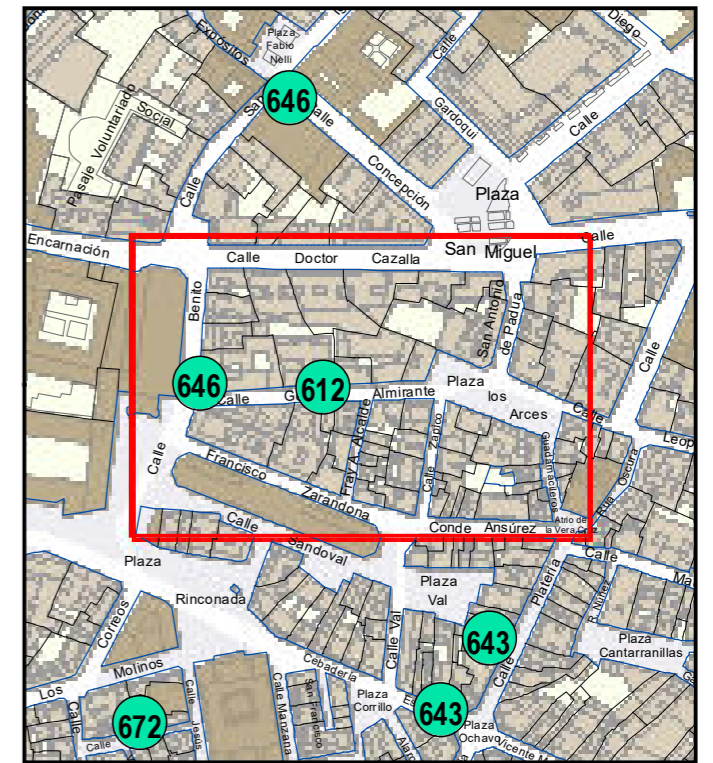 Expósitos
Plaza
Fabio
Nelli
646
Calle
Calle
Diego
Gardoqui
Calle
Pasaje Voluntariado
Social
Calle
Concepción
Plaza
San Miguel
Calle
Encarnación
Calle Doctor Cazalla
Benito
San Antonio
de Padua
Calle
646
612
Calle
Almirante
Plaza
los
Arces
Calle
Calle
Francisco
Zarandona
Fray A. Alcalde
Calle Zapico
Guadamacileros
Rúa Oscura
Calle
Sandoval
Conde Ansúrez
Atrio de
la Vera Cruz
Calle
Plaza
Rinconada
Plaza
Val
Platería
Calle
R. Núñez
Plaza
Cantarranillas
643
Correos
Molinos
Los
Calle
Cebadería
Calle Val
Calle
672
Calle Jesús
Calle Manzana
San Francisco
Plaza
Corrillo
643
Plaza
Ochavo